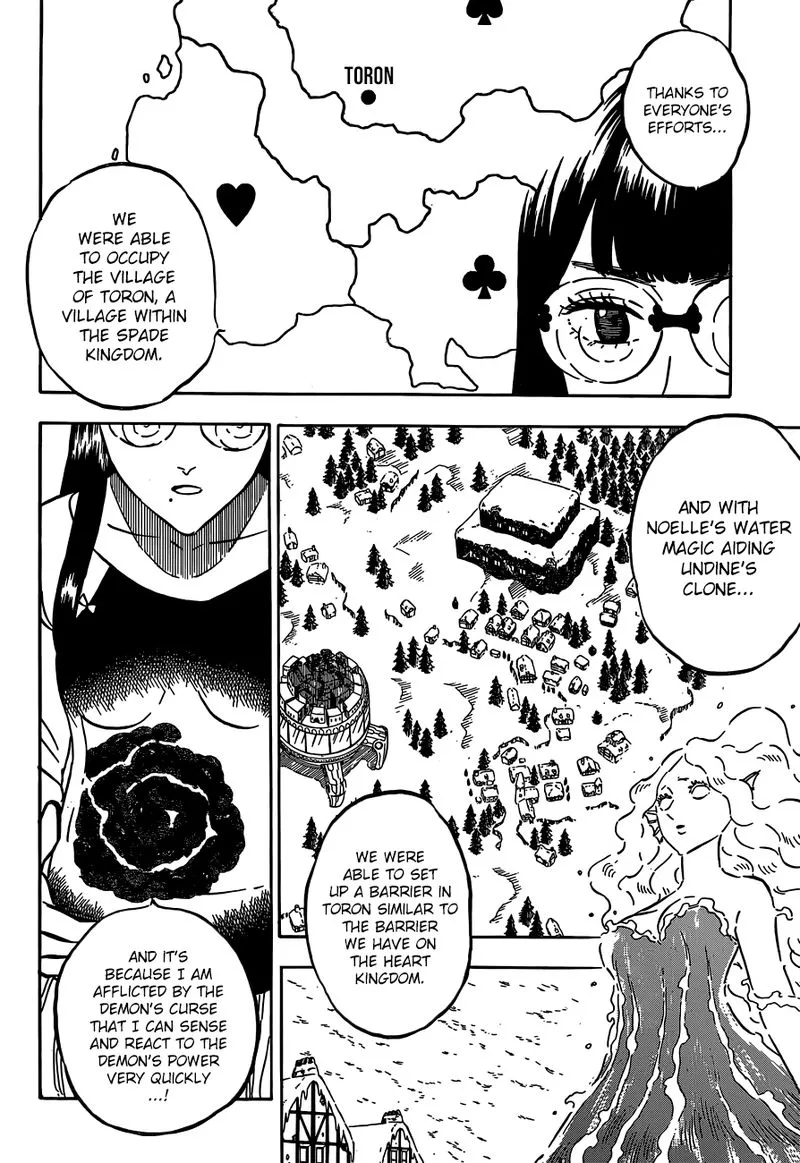 TORON
THANKS TO
EVERYONE'S
EFFORTS...
WE
WERE ABLE
TO OCCUPY
THE VILLAGE
OF TORON, A
VILLAGE WITHIN
THE SPADE
KINGDOM.
AND WITH
NOELLE'S WATER
MAGIC AIDING
UNDINE'S
CLONE...
WE WERE
ABLE TO SET
UP A BARRIER IN
TORON SIMILAR TO
THE BARRIER
WE HAVE ON
THE HEART
KINGDOM.
AND IT'S
BECAUSE I AM
AFFLICTED BY THE
DEMON'S CURSE
THAT I CAN SENSE
AND REACT TO THE
DEMON'S POWER
VERY QUICKLY
...!